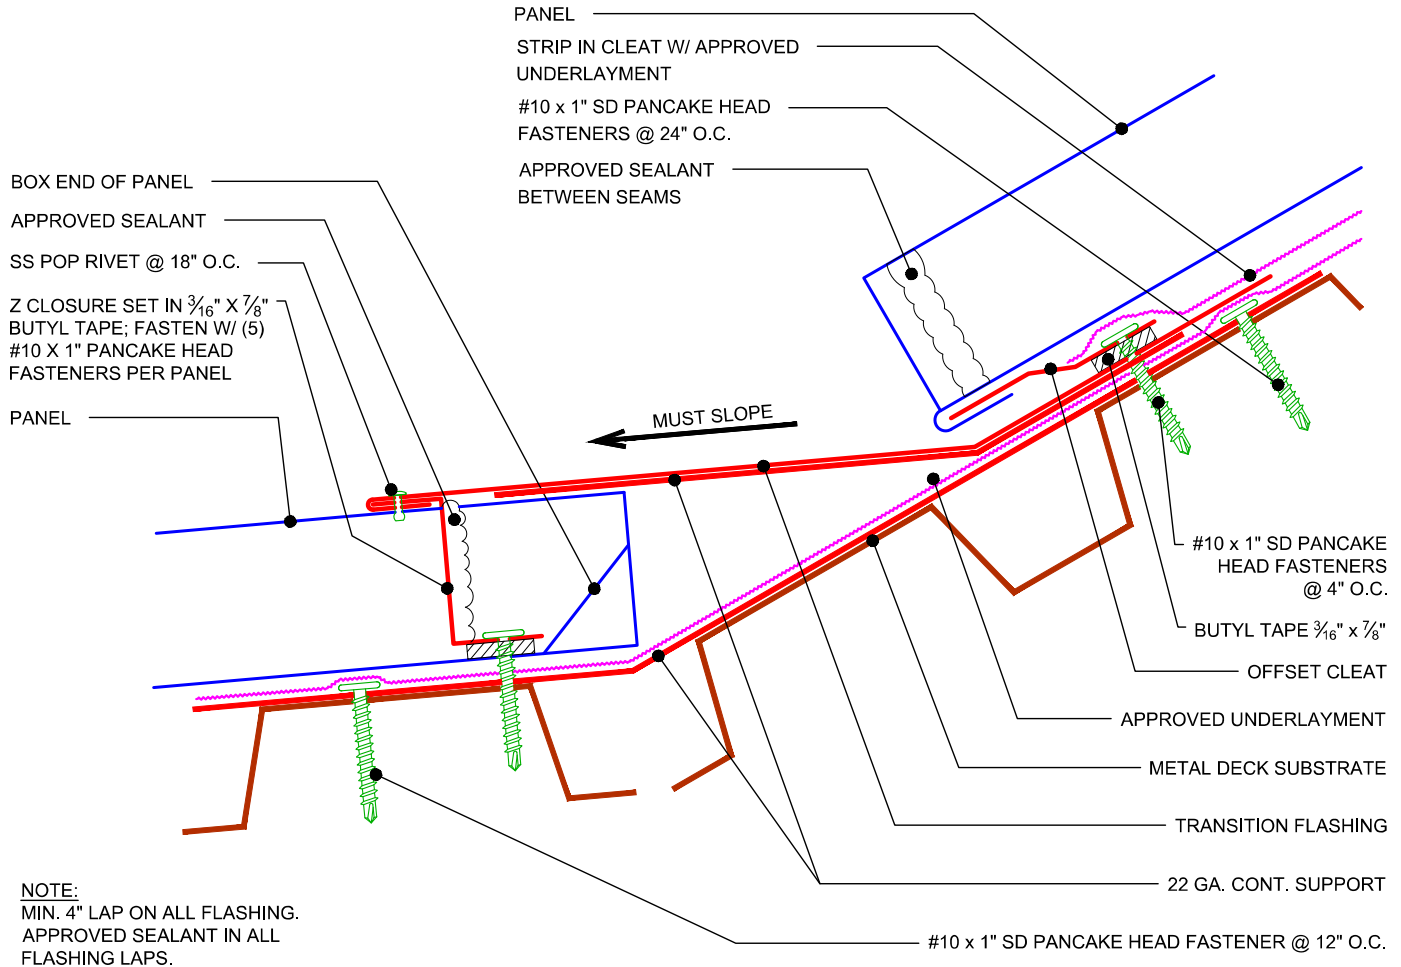 PANEL
STRIP IN CLEAT W/ APPROVED
UNDERLAYMENT
#10 x 1" SD PANCAKE HEAD
FASTENERS @ 24" O.C.
APPROVED SEALANT
BETWEEN SEAMS
BOX END OF PANEL
APPROVED SEALANT
SS POP RIVET @ 18" O.C.
Z CLOSURE SET IN 3/16" X 7/8"
BUTYL TAPE; FASTEN W/ (5)
#10 X 1" PANCAKE HEAD
FASTENERS PER PANEL
PANEL
MUST SLOPE
#10 x 1" SD PANCAKE
HEAD FASTENERS
@ 4" O.C.
BUTYL TAPE 3/16" x 7/8"
OFFSET CLEAT
APPROVED UNDERLAYMENT
METAL DECK SUBSTRATE
TRANSITION FLASHING
22 GA. CONT. SUPPORT
#10 x 1" SD PANCAKE HEAD FASTENER @ 12" O.C.
NOTE:
MIN. 4" LAP ON ALL FLASHING.
APPROVED SEALANT IN ALL
FLASHING LAPS.